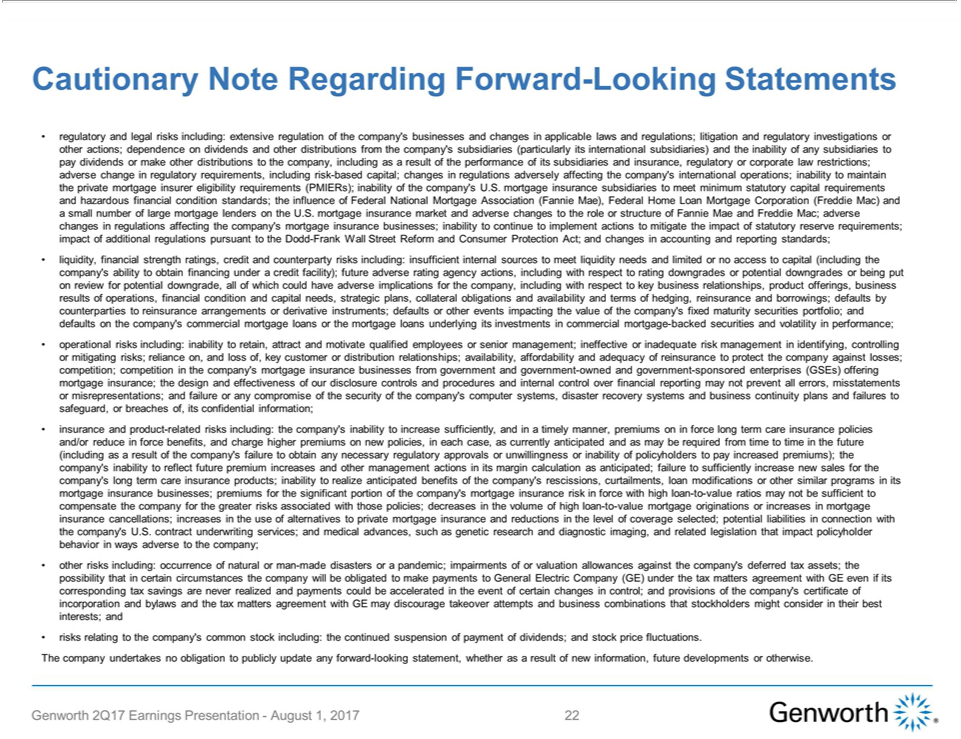 Cautionary Note Regarding Forward-Looking Statements
• regulatory and legal risks including: extensive regulation of the company's businesses and changes in applicable laws and regulations; litigation and regulatory investigations or
other actions; dependence on dividends and other distributions from the company's subsidiaries (particularly its international subsidiaries) and the inability of any subsidiaries to
pay dividends or make other distributions to the company, including as a result of the performance of its subsidiaries and insurance, regulatory or corporate law restrictions;
adverse change in regulatory requirements, including risk-based capital; changes in regulations adversely affecting the company's international operations; inability to maintain
the private mortgage insurer eligibility requirements (PMIERs); inability of the company's U.S. mortgage insurance subsidiaries to meet minimum statutory capital requirements
and hazardous financial condition standards; the influence of Federal National Mortgage Association (Fannie Mae), Federal Home Loan Mortgage Corporation (Freddie Mac) and
a small number of large mortgage lenders on the U.S. mortgage insurance market and adverse changes to the role or structure of Fannie Mae and Freddie Mac; adverse
changes in regulations affecting the company's mortgage insurance businesses; inability to continue to implement actions to mitigate the impact of statutory reserve requirements;
impact of additional regulations pursuant to the Dodd-Frank Wall Street Reform and Consumer Protection Act; and changes in accounting and reporting standards;
• liquidity, financial strength ratings, credit and counterparty risks including: insufficient internal sources to meet liquidity needs and limited or no access to capital (including the
company's ability to obtain financing under a credit facility); future adverse rating agency actions, including with respect to rating downgrades or potential downgrades or being put
on review for potential downgrade, all of which could have adverse implications for the company, including with respect to key business relationships, product offerings, business
results of operations, financial condition and capital needs, strategic plans, collateral obligations and availability and terms of hedging, reinsurance and borrowings; defaults by
counterparties to reinsurance arrangements or derivative instruments; defaults or other events impacting the value of the company's fixed maturity securities portfolio; and
defaults on the company's commercial mortgage loans or the mortgage loans underlying its investments in commercial mortgage-backed securities and volatility in performance;
• operational risks including: inability to retain, attract and motivate qualified employees or senior management; ineffective or inadequate risk management in identifying, controlling
or mitigating risks; reliance on, and loss of, key customer or distribution relationships; availability, affordability and adequacy of reinsurance to protect the company against losses;
competition; competition in the company's mortgage insurance businesses from government and government-owned and government-sponsored enterprises (GSEs) offering
mortgage insurance; the design and effectiveness of our disclosure controls and procedures and internal control over financial reporting may not prevent all errors, misstatements
or misrepresentations; and failure or any compromise of the security of the company's computer systems, disaster recovery systems and business continuity plans and failures to
safeguard, or breaches of, its confidential information;
• insurance and product-related risks including: the company's inability to increase sufficiently, and in a timely manner, premiums on in force long term care insurance policies
and/or reduce in force benefits, and charge higher premiums on new policies, in each case, as currently anticipated and as may be required from time to time in the future
(including as a result of the company's failure to obtain any necessary regulatory approvals or unwillingness or inability of policyholders to pay increased premiums); the
company's inability to reflect future premium increases and other management actions in its margin calculation as anticipated; failure to sufficiently increase new sales for the
company's long term care insurance products; inability to realize anticipated benefits of the company's rescissions, curtailments, loan modifications or other similar programs in its
mortgage insurance businesses; premiums for the significant portion of the company's mortgage insurance risk in force with high loan-to-value ratios may not be sufficient to
compensate the company for the greater risks associated with those policies; decreases in the volume of high loan-to-value mortgage originations or increases in mortgage
insurance cancellations; increases in the use of alternatives to private mortgage insurance and reductions in the level of coverage selected; potential liabilities in connection with
the company's U.S. contract underwriting services; and medical advances, such as genetic research and diagnostic imaging, and related legislation that impact policyholder
behavior in ways adverse to the company;
• other risks including: occurrence of natural or man-made disasters or a pandemic; impairments of or valuation allowances against the company's deferred tax assets; the
possibility that in certain circumstances the company will be obligated to make payments to General Electric Company (GE) under the tax matters agreement with GE even if its
corresponding tax savings are never realized and payments could be accelerated in the event of certain changes in control; and provisions of the company's certificate of
incorporation and bylaws and the tax matters agreement with GE may discourage takeover attempts and business combinations that stockholders might consider in their best
interests; and
• risks relating to the company's common stock including: the continued suspension of payment of dividends; and stock price fluctuations.
The company undertakes no obligation to publicly update any forward-looking statement, whether as a result of new information, future developments or otherwise.
Genworth 2Q17 Earnings Presentation - August 1, 2017
22
Genworth ®